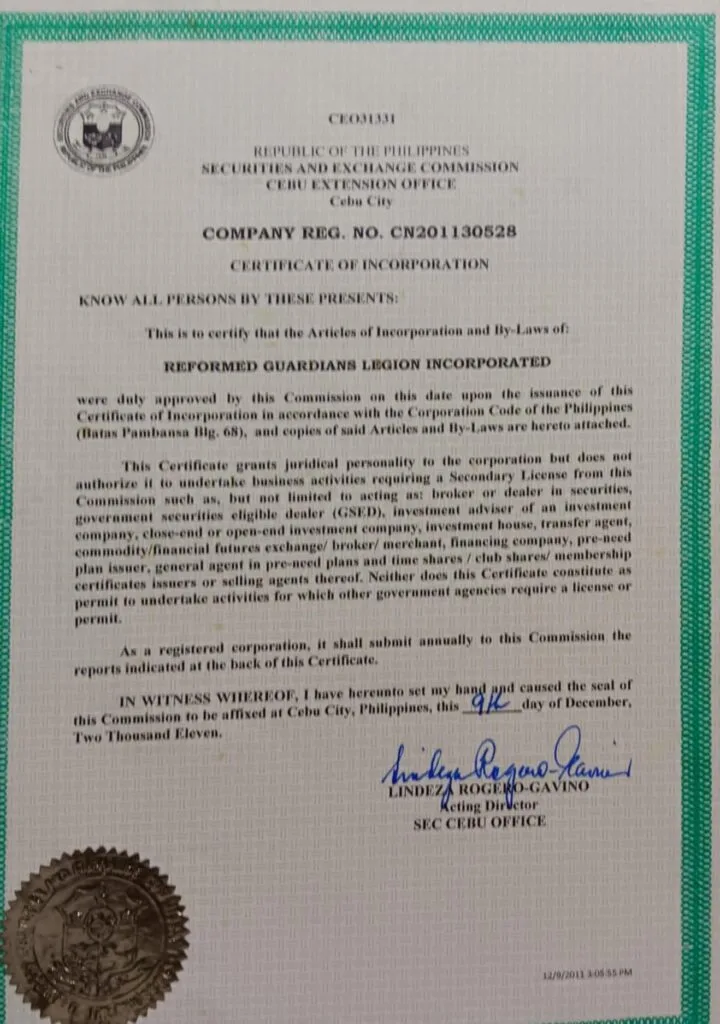 SECURITIES AND EXCHANGE COMMISSION
REPUBLIC OF THE PHILIPPINES
CEO31331
REPUBLIC OF THE PHILIPPINES
SECURITIES AND EXCHANGE COMMISSION
CEBU EXTENSION OFFICE
Cebu City
COMPANY REG. NO. CN201130528
CERTIFICATE OF INCORPORATION
KNOW ALL PERSONS BY THESE PRESENTS:
This is to certify that the Articles of Incorporation and By-Laws of:
REFORMED GUARDIANS LEGION INCORPORATED
were duly approved by this Commission on this date upon the issuance of this
Certificate of Incorporation in accordance with the Corporation Code of the Philippines
(Batas Pambansa Blg. 68), and copies of said Articles and By-Laws are hereto attached.
This Certificate grants juridical personality to the corporation but does not
authorize it to undertake business activities requiring a Secondary License from this
Commission such as, but not limited to acting as: broker or dealer in securities,
government securities eligible dealer (GSED), investment adviser of an investment
company, close-end or open-end investment company, investment house, transfer agent,
commodity/financial futures exchange/ broker/ merchant, financing company, pre-need
plan issuer, general agent in pre-need plans and time shares / club shares/ membership
certificates issuers or selling agents thereof. Neither does this Certificate constitute as
permit to undertake activities for which other government agencies require a license or
permit.
As a registered corporation, it shall submit annually to this Commission the
reports indicated at the back of this Certificate.
IN WITNESS WHEREOF, I have hereunto set my hand and caused the seal of
this Commission to be affixed at Cebu City, Philippines, this 9th day of December,
Two Thousand Eleven.
Lindeza Rogero-Gavino
LINDEZA ROGERO-GAVINO
Acting Director
SEC CEBU OFFICE
12/9/2011 3:05:55 PM